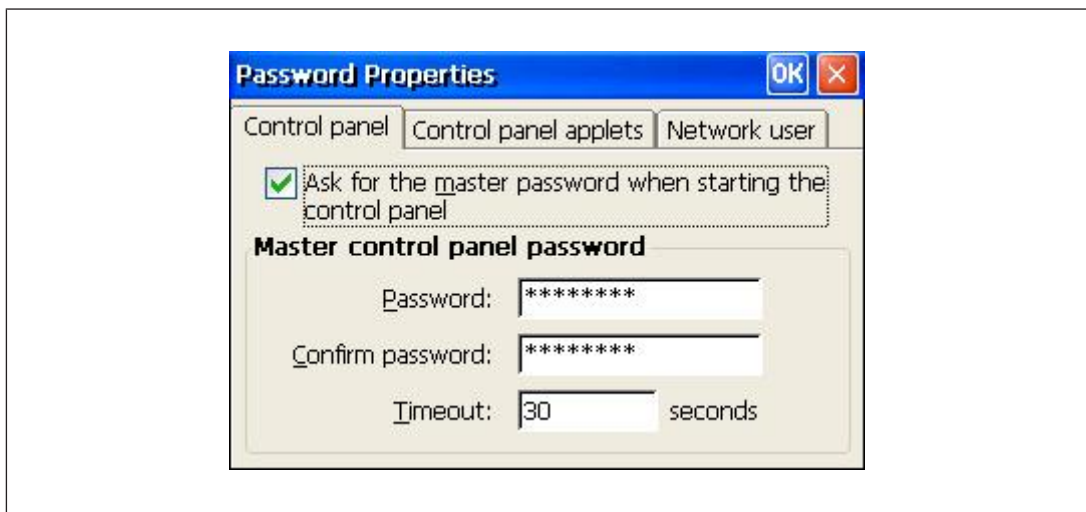 Password Properties OK
Control panel Control panel applets Network user
Ask for the master password when starting the
control panel
Master control panel password
Password: ********
Confirm password: ********
Timeout: 30 seconds